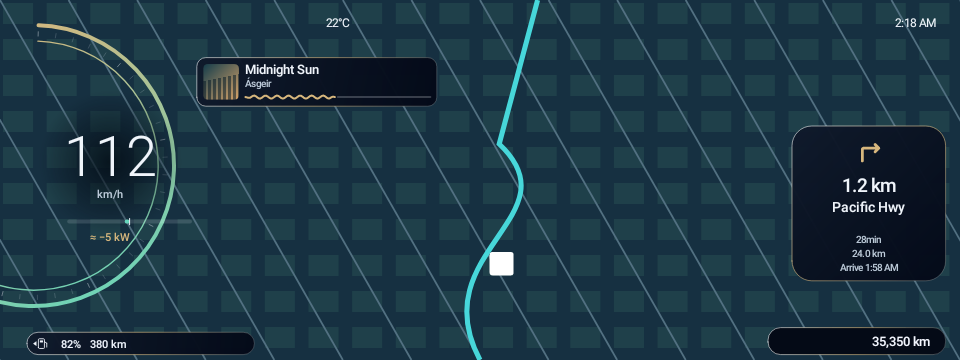 22°C
2:18 AM
Midnight Sun
Ásgeir
112
km/h
≈ −5 kW
1.2 km
Pacific Hwy
28min
24.0 km
Arrive 1:58 AM
82% 380 km
35,350 km